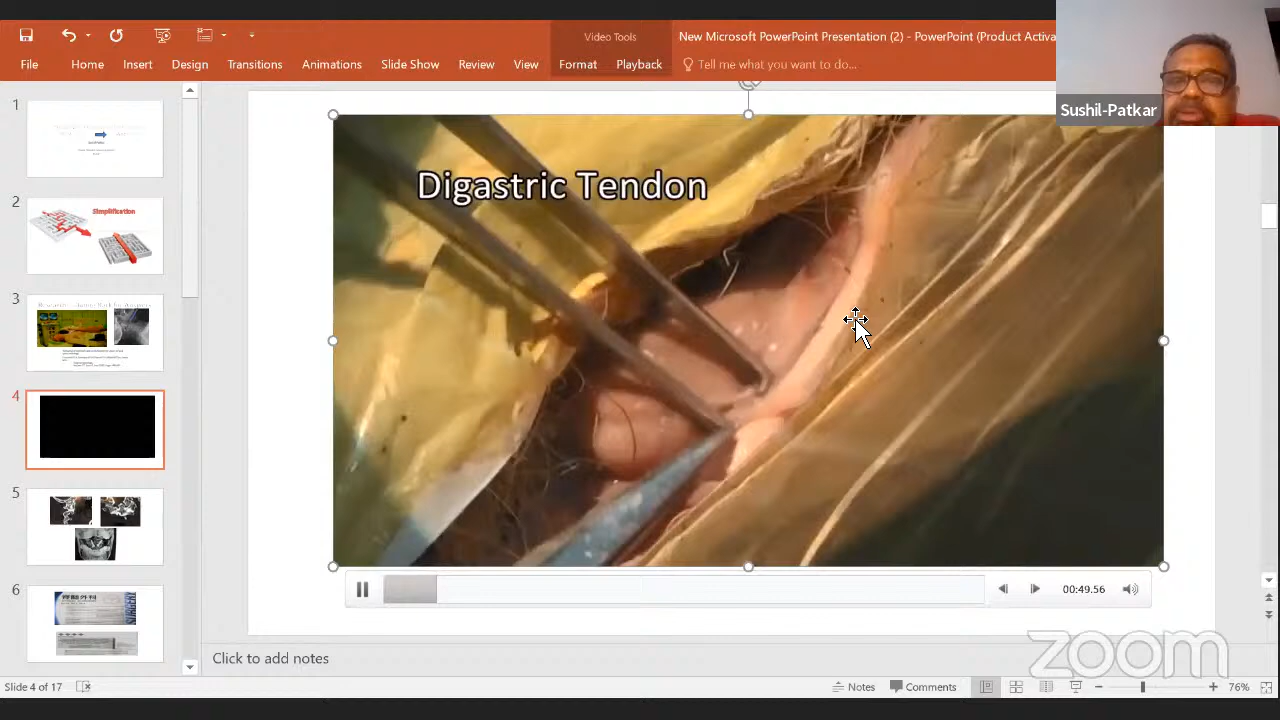 Video Tools
New Microsoft PowerPoint Presentation (2) - PowerPoint (Product Activa
File Home Insert Design Transitions Animations Slide Show Review View Format Playback Tell me what you want to do...
Sushil-Patkar
1
2
Simplification
3
4
5
6
Digastric Tendon
00:49.56
Click to add notes
zoom
Slide 4 of 17 Notes Comments 76%